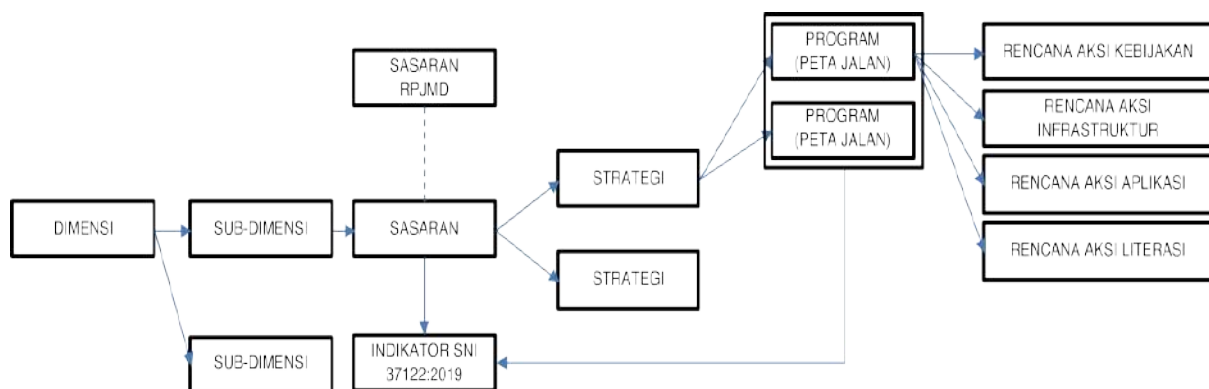 DIMENSI
SUB-DIMENSI
SUB-DIMENSI
SASARAN
RPJMD
SASARAN
INDIKATOR SNI
37122:2019
STRATEGI
STRATEGI
PROGRAM
(PETA JALAN)
PROGRAM
(PETA JALAN)
RENCANA AKSI KEBIJAKAN
RENCANA AKSI
INFRASTRUKTUR
RENCANA AKSI APLIKASI
RENCANA AKSI LITERASI